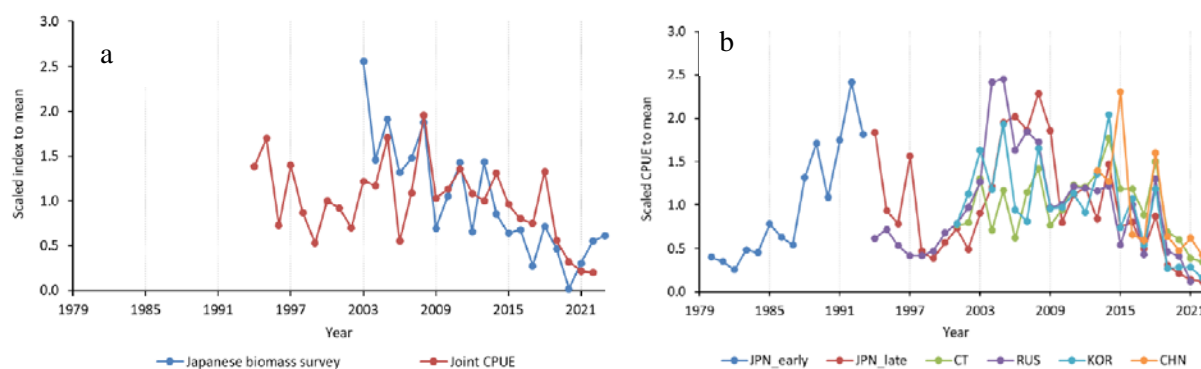 a
3.0
2.5
2.0
1.5
1.0
0.5
0.0
Scaled index to mean
1979 1985 1991 1997 2003 2009 2015 2021
Year
Japanese biomass survey Joint CPUE
b
3.0
2.5
2.0
1.5
1.0
0.5
0.0
Scaled CPUE to mean
1979 1985 1991 1997 2003 2009 2015 2021
Year
JPN_early JPN_late CT RUS KOR CHN